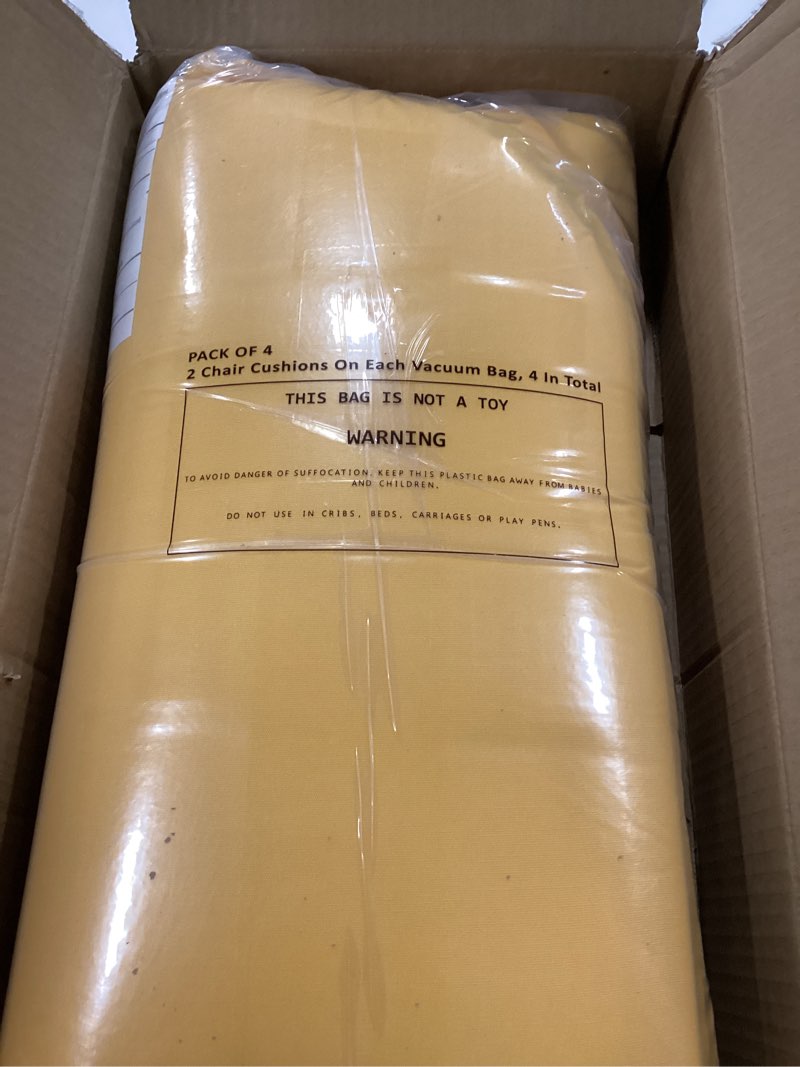 PACK OF 4
2 Chair Cushions On Each Vacuum Bag, 4 In Total
THIS BAG IS NOT A TOY
WARNING
TO AVOID DANGER OF SUFFOCATION, KEEP THIS PLASTIC BAG AWAY FROM BABIES
AND CHILDREN.
DO NOT USE IN CRIBS, BEDS, CARRIAGES OR PLAY PENS.